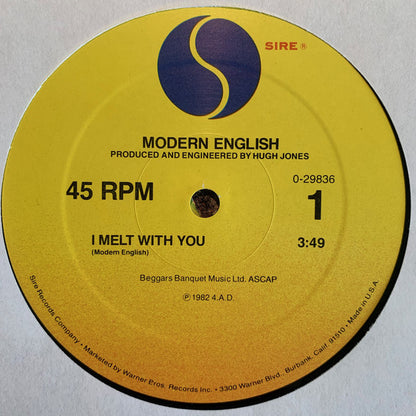 SIRE ®
MODERN ENGLISH
PRODUCED AND ENGINEERED BY HUGH JONES
45 RPM
0-29836
1
I MELT WITH YOU
3:49
(Modern English)
Beggars Banquet Music Ltd. ASCAP
℗ 1982 4.A.D.
Sire Records Company • Marketed by Warner Bros. Records Inc. • 3300 Warner Blvd. Burbank, Calif. 91510 • Made in U.S.A.